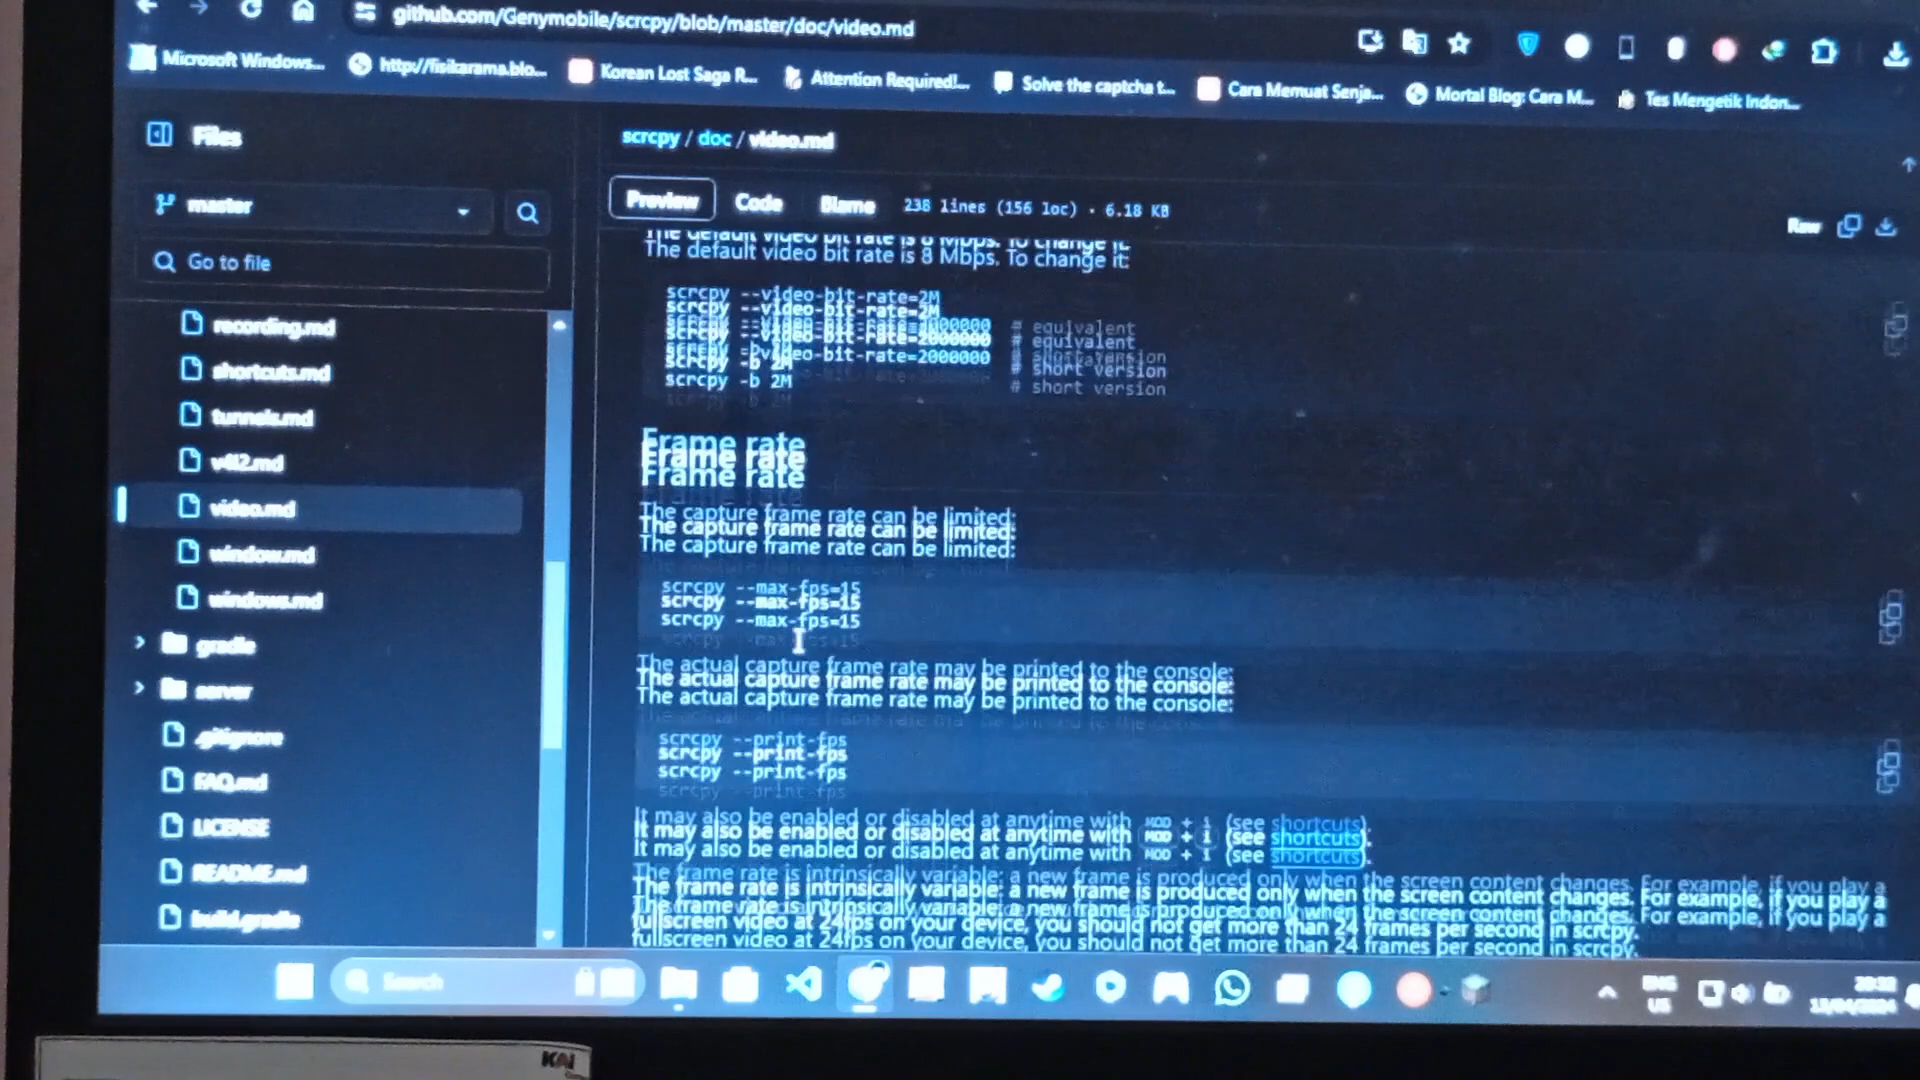 github.com/Genymobile/scrcpy/blob/master/doc/video.md
Microsoft Windows... http://fisikarama.blo... Korean Lost Saga R... Attention Required!... Solve the captcha t... Cara Memuat Senja... Mortal Blog: Cara M... Tes Mengetik Indon...
Files
master
Go to file
recording.md
shortcuts.md
tunnels.md
v4l2.md
video.md
window.md
windows.md
gradle
server
.gitignore
FAQ.md
LICENSE
README.md
build.gradle
scrcpy / doc / video.md
Preview Code Blame 238 lines (156 loc) · 6.18 KB
Raw
The default video bit rate is 8 Mbps. To change it:
scrcpy --video-bit-rate=2M
scrcpy --video-bit-rate=2000000 # equivalent
scrcpy -b 2M # short version
Frame rate
The capture frame rate can be limited:
scrcpy --max-fps=15
The actual capture frame rate may be printed to the console:
scrcpy --print-fps
It may also be enabled or disabled at anytime with MOD + i (see shortcuts).
The frame rate is intrinsically variable: a new frame is produced only when the screen content changes. For example, if you play a
fullscreen video at 24fps on your device, you should not get more than 24 frames per second in scrcpy.
Search
ENG
US
KAI